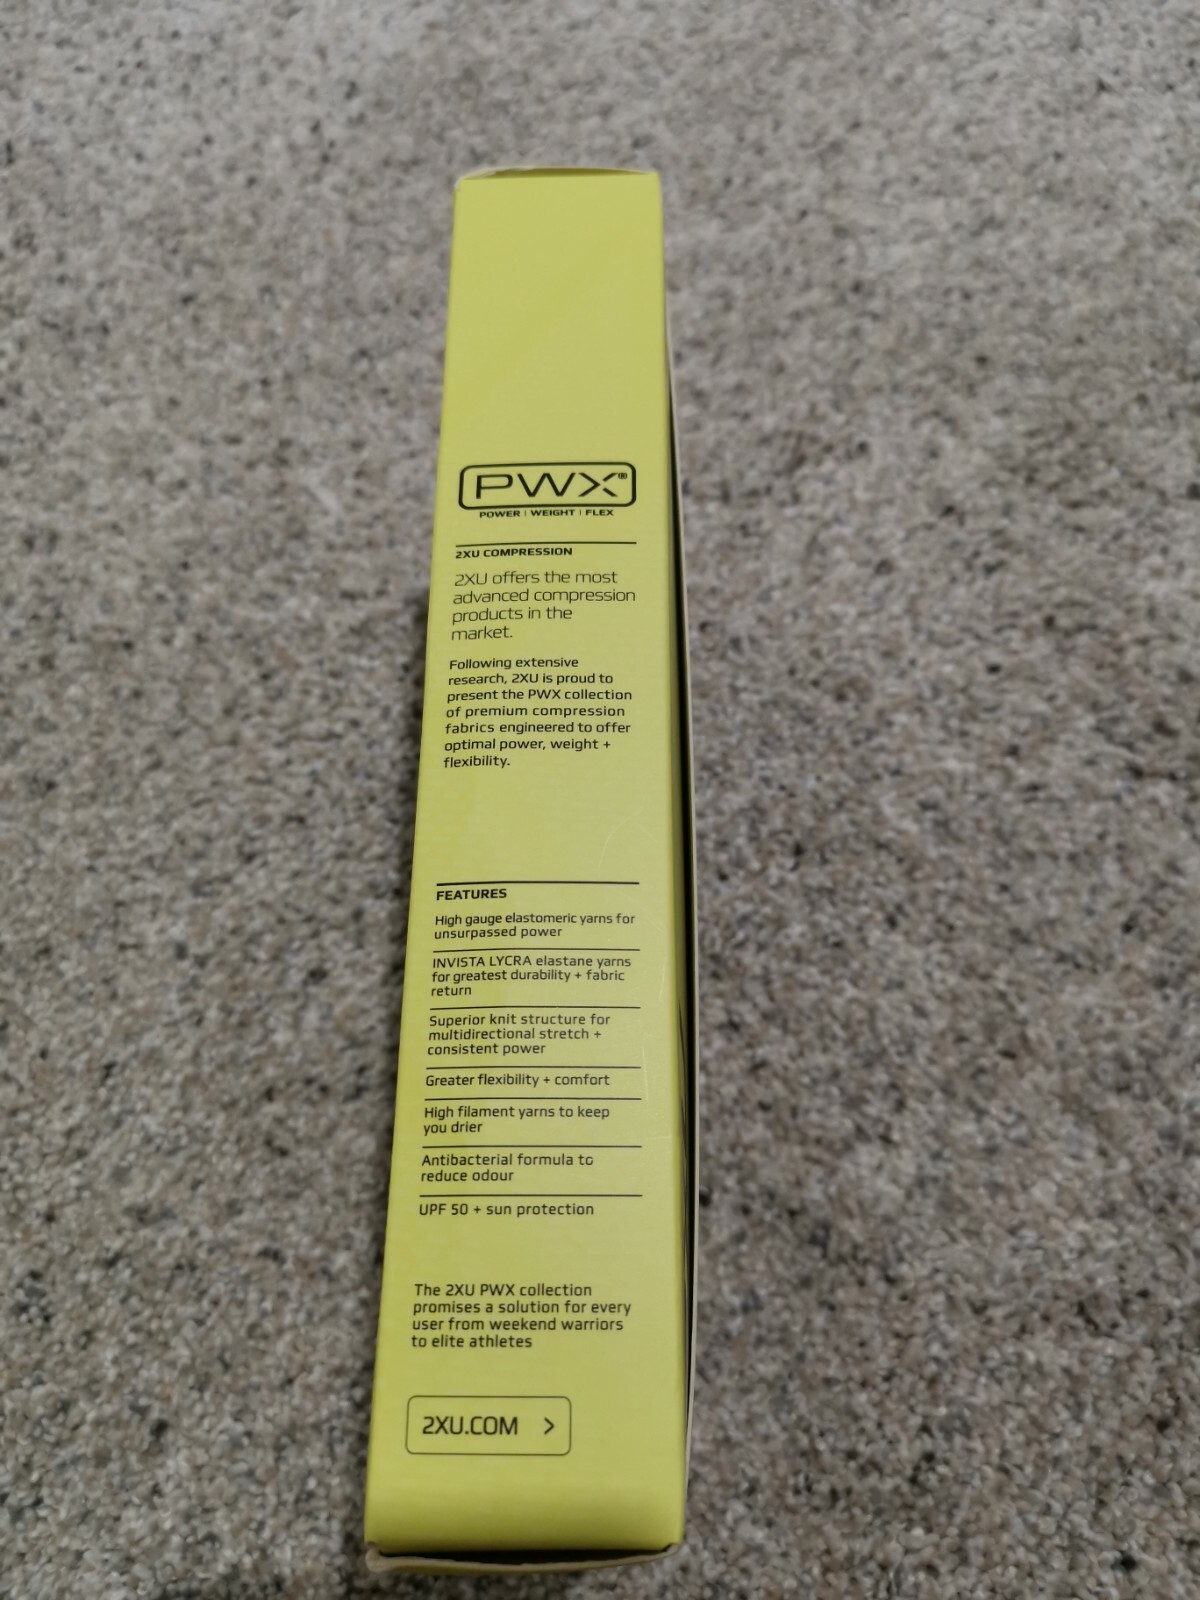 PWX®
POWER | WEIGHT | FLEX
2XU COMPRESSION
2XU offers the most
advanced compression
products in the
market.
Following extensive
research, 2XU is proud to
present the PWX collection
of premium compression
fabrics engineered to offer
optimal power, weight +
flexibility.
FEATURES
High gauge elastomeric yarns for
unsurpassed power
INVISTA LYCRA elastane yarns
for greatest durability + fabric
return
Superior knit structure for
multidirectional stretch +
consistent power
Greater flexibility + comfort
High filament yarns to keep
you drier
Antibacterial formula to
reduce odour
UPF 50 + sun protection
The 2XU PWX collection
promises a solution for every
user from weekend warriors
to elite athletes
2XU.COM >